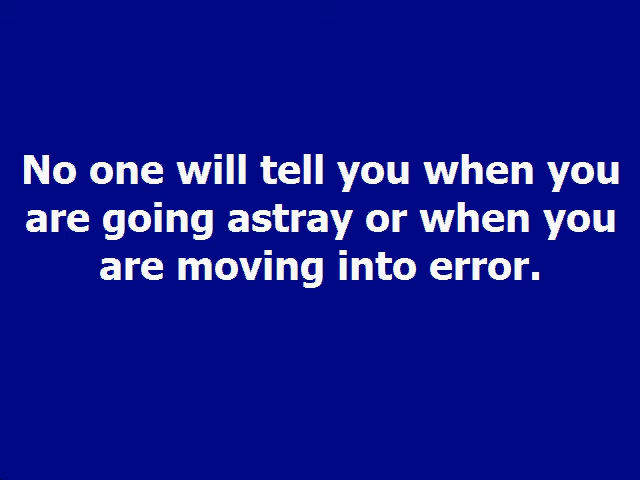 No one will tell you when you
are going astray or when you
are moving into error.